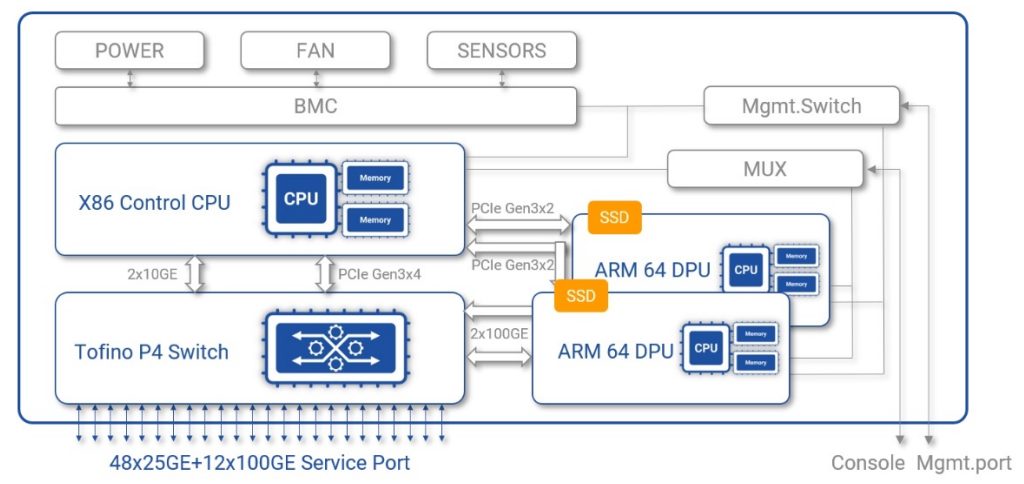 POWER
FAN
SENSORS
BMC
Mgmt.Switch
MUX
X86 Control CPU
CPU
Memory
Memory
PCIe Gen3x2
PCIe Gen3x2
SSD
ARM 64 DPU
CPU
Memory
Memory
2x10GE
PCIe Gen3x4
SSD
ARM 64 DPU
CPU
Memory
Memory
2x100GE
Tofino P4 Switch
48x25GE+12x100GE Service Port
Console Mgmt.port